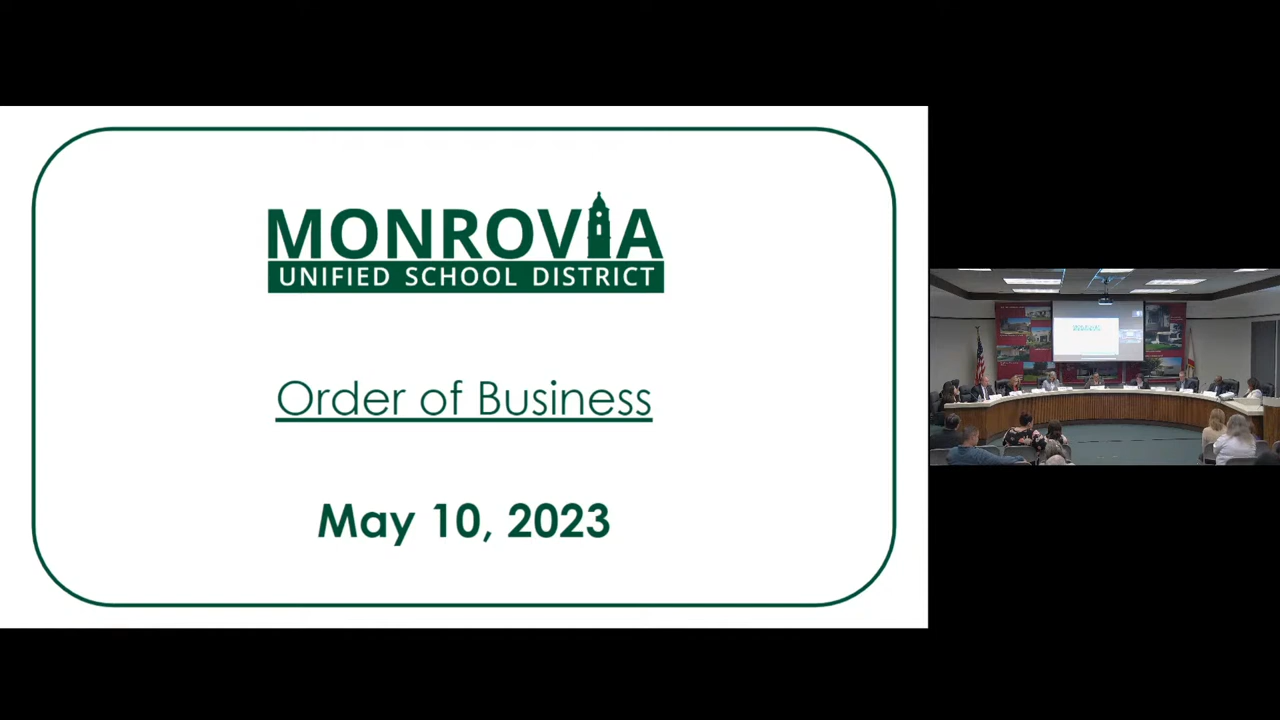 MONROVIA
UNIFIED SCHOOL DISTRICT
Order of Business
May 10, 2023